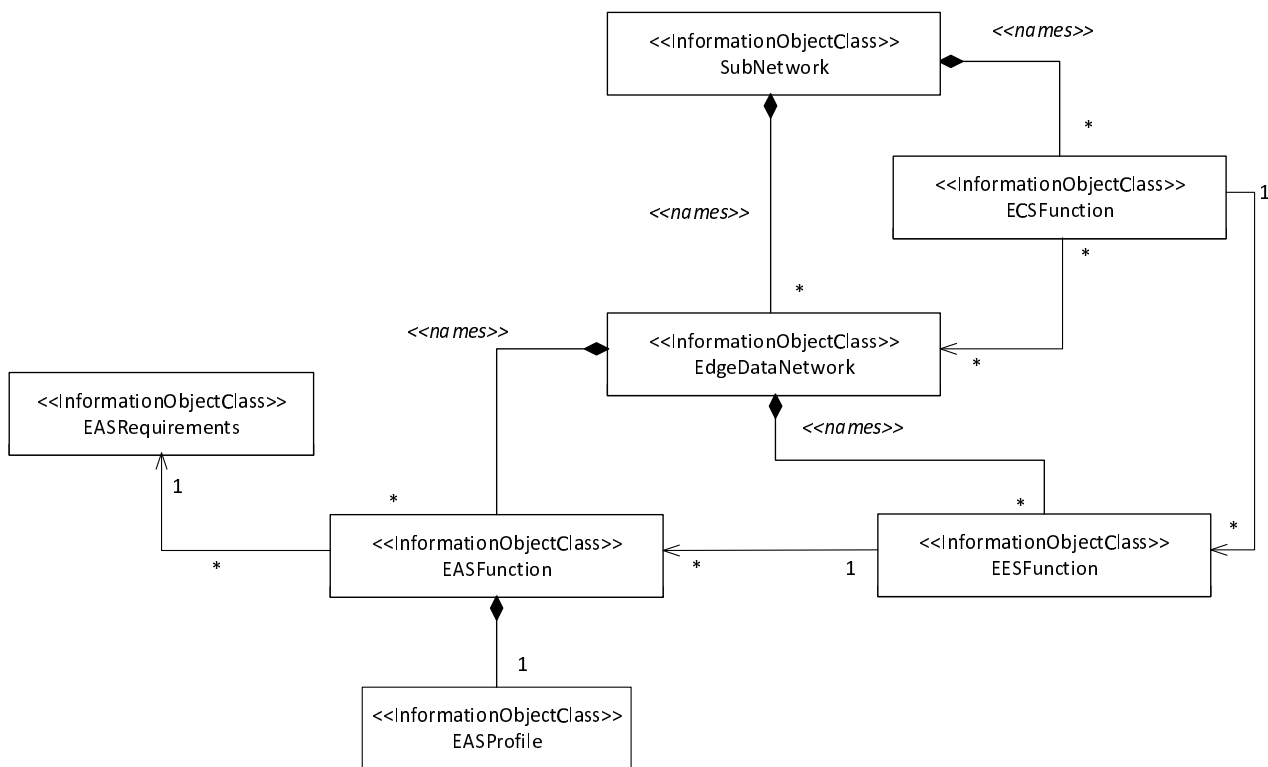 <<InformationObjectClass>>
SubNetwork
<<names>>
*
<<InformationObjectClass>>
ECSFunction
1
<<names>>
*
*
<<names>>
<<InformationObjectClass>>
EdgeDataNetwork
*
<<InformationObjectClass>>
EASRequirements
<<names>>
1
*
*
*
<<InformationObjectClass>>
EASFunction
<<InformationObjectClass>>
EESFunction
*
*
1
1
<<InformationObjectClass>>
EASProfile